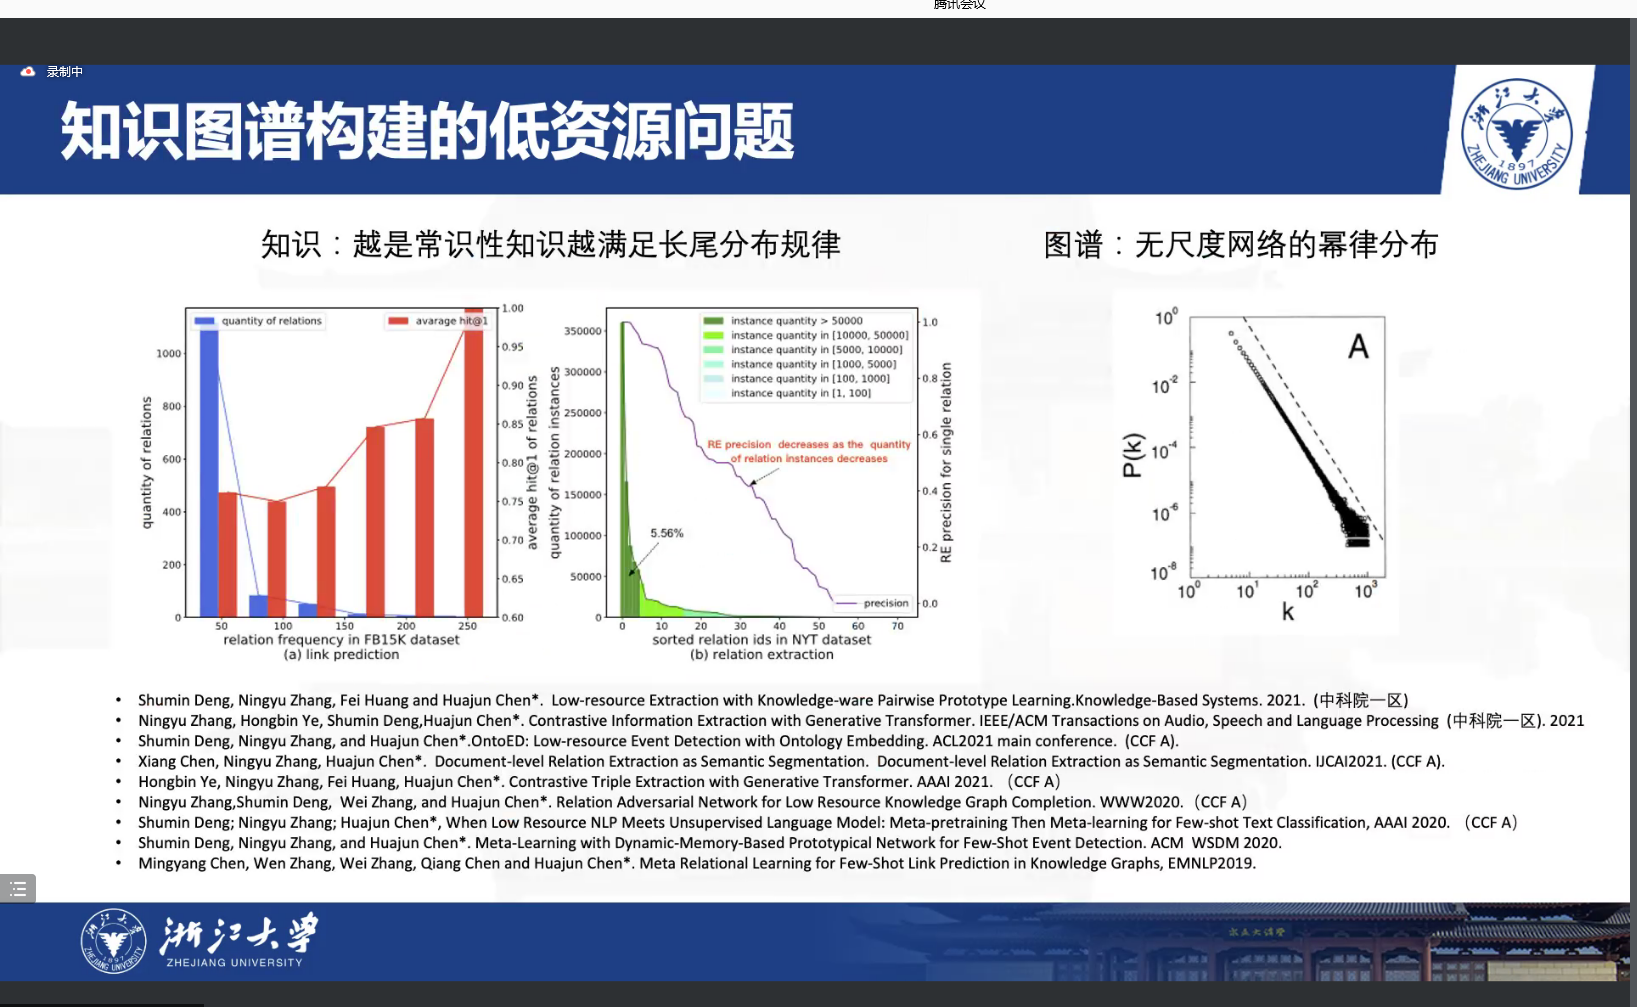 腾讯会议
录制中
知识图谱构建的低资源问题
浙江大学
ZHEJIANG UNIVERSITY
1897
知识：越是常识性知识越满足长尾分布规律
图谱：无尺度网络的幂律分布
quantity of relations
avarage hit@1
quantity of relations
0
200
400
600
800
1000
average hit@1 of relations
1.00
0.95
0.90
0.85
0.80
0.75
0.70
0.65
0.60
50
100
150
200
250
relation frequency in FB15K dataset
(a) link prediction
instance quantity > 50000
instance quantity in [10000, 50000]
instance quantity in [5000, 10000]
instance quantity in [1000, 5000]
instance quantity in [100, 1000]
instance quantity in [1, 100]
quantity of relation instances
350000
300000
250000
200000
150000
100000
50000
0
RE precision decreases as the quantity
of relation instances decreases
5.56%
precision
RE precision for single relation
1.0
0.8
0.6
0.4
0.2
0.0
0
10
20
30
40
50
60
70
sorted relation ids in NYT dataset
(b) relation extraction
A
P(k)
10⁰
10⁻²
10⁻⁴
10⁻⁶
10⁻⁸
10⁰
10¹
10²
10³
k
• Shumin Deng, Ningyu Zhang, Fei Huang and Huajun Chen*. Low-resource Extraction with Knowledge-ware Pairwise Prototype Learning.Knowledge-Based Systems. 2021. (中科院一区)
• Ningyu Zhang, Hongbin Ye, Shumin Deng,Huajun Chen*. Contrastive Information Extraction with Generative Transformer. IEEE/ACM Transactions on Audio, Speech and Language Processing (中科院一区). 2021
• Shumin Deng, Ningyu Zhang, and Huajun Chen*.OntoED: Low-resource Event Detection with Ontology Embedding. ACL2021 main conference. (CCF A).
• Xiang Chen, Ningyu Zhang, Huajun Chen*. Document-level Relation Extraction as Semantic Segmentation. Document-level Relation Extraction as Semantic Segmentation. IJCAI2021. (CCF A).
• Hongbin Ye, Ningyu Zhang, Fei Huang, Huajun Chen*. Contrastive Triple Extraction with Generative Transformer. AAAI 2021. （CCF A）
• Ningyu Zhang,Shumin Deng, Wei Zhang, and Huajun Chen*. Relation Adversarial Network for Low Resource Knowledge Graph Completion. WWW2020.（CCF A）
• Shumin Deng; Ningyu Zhang; Huajun Chen*, When Low Resource NLP Meets Unsupervised Language Model: Meta-pretraining Then Meta-learning for Few-shot Text Classification, AAAI 2020. （CCF A）
• Shumin Deng, Ningyu Zhang, and Huajun Chen*. Meta-Learning with Dynamic-Memory-Based Prototypical Network for Few-Shot Event Detection. ACM WSDM 2020.
• Mingyang Chen, Wen Zhang, Wei Zhang, Qiang Chen and Huajun Chen*. Meta Relational Learning for Few-Shot Link Prediction in Knowledge Graphs, EMNLP2019.
浙江大学
ZHEJIANG UNIVERSITY